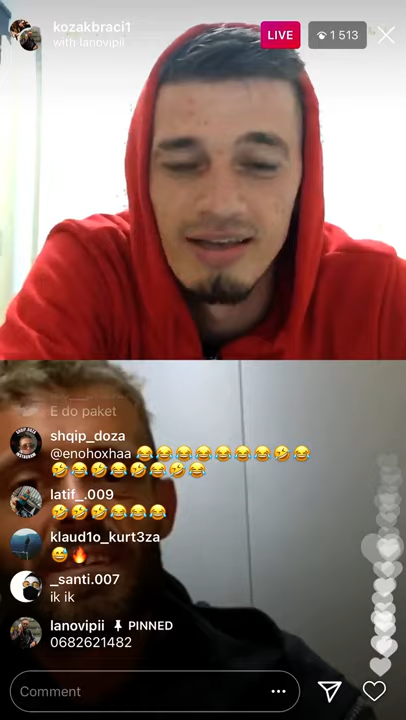 kozakbraci1
with lanovipii
LIVE
1 513
E do paket
shqip_doza
@enohoxhaa 😂😂😂😂😂😂😂🤣😂
🤣😂🤣😂🤣😂🤣😂
latif_.009
🤣🤣🤣😂😂😂
klaud1o_kurt3za
😅🔥
_santi.007
ik ik
lanovipii PINNED
0682621482
Comment